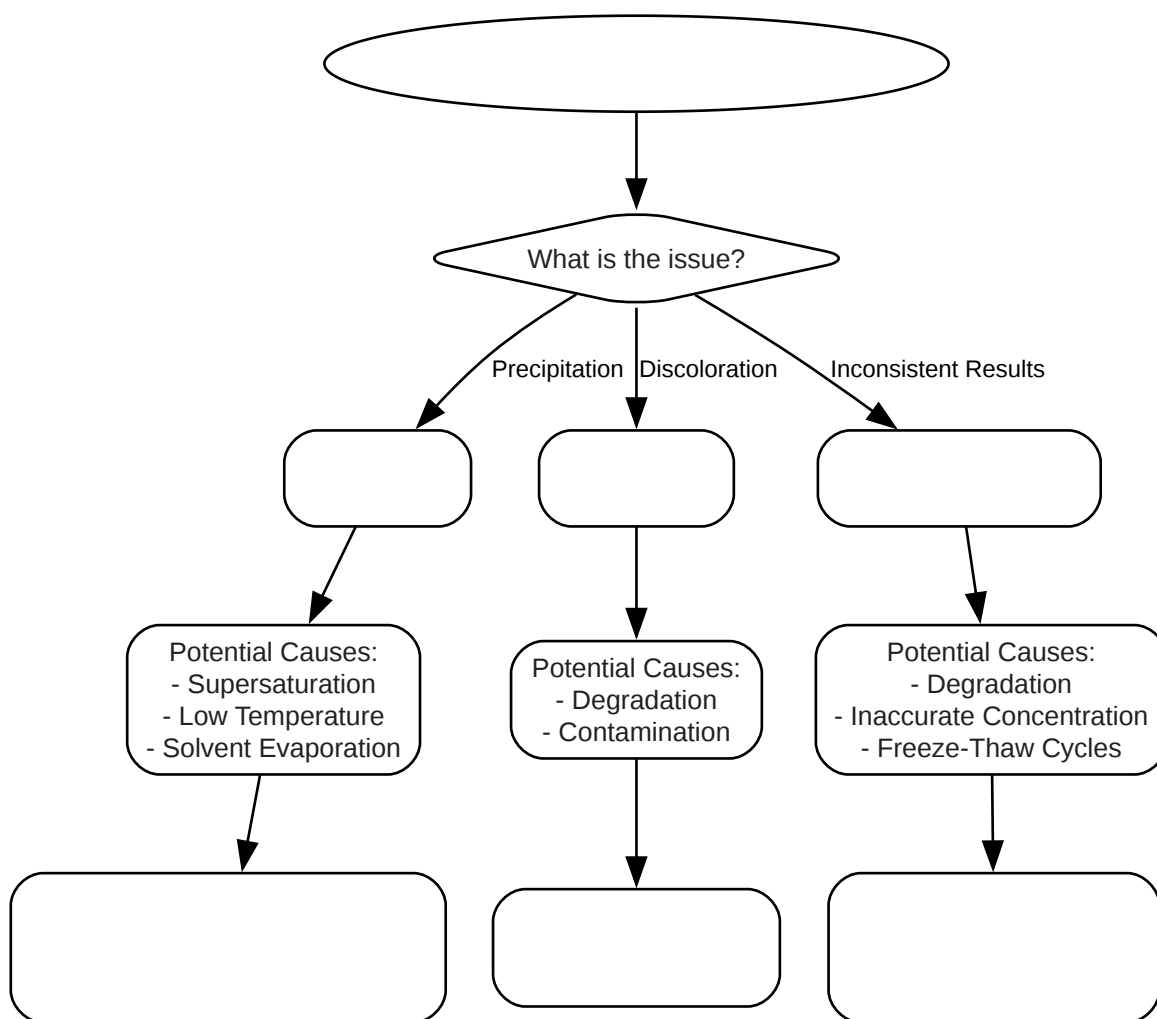 What is the issue?
Precipitation
Discoloration
Inconsistent Results
Potential Causes:
- Supersaturation
- Low Temperature
- Solvent Evaporation
Potential Causes:
- Degradation
- Contamination
Potential Causes:
- Degradation
- Inaccurate Concentration
- Freeze-Thaw Cycles